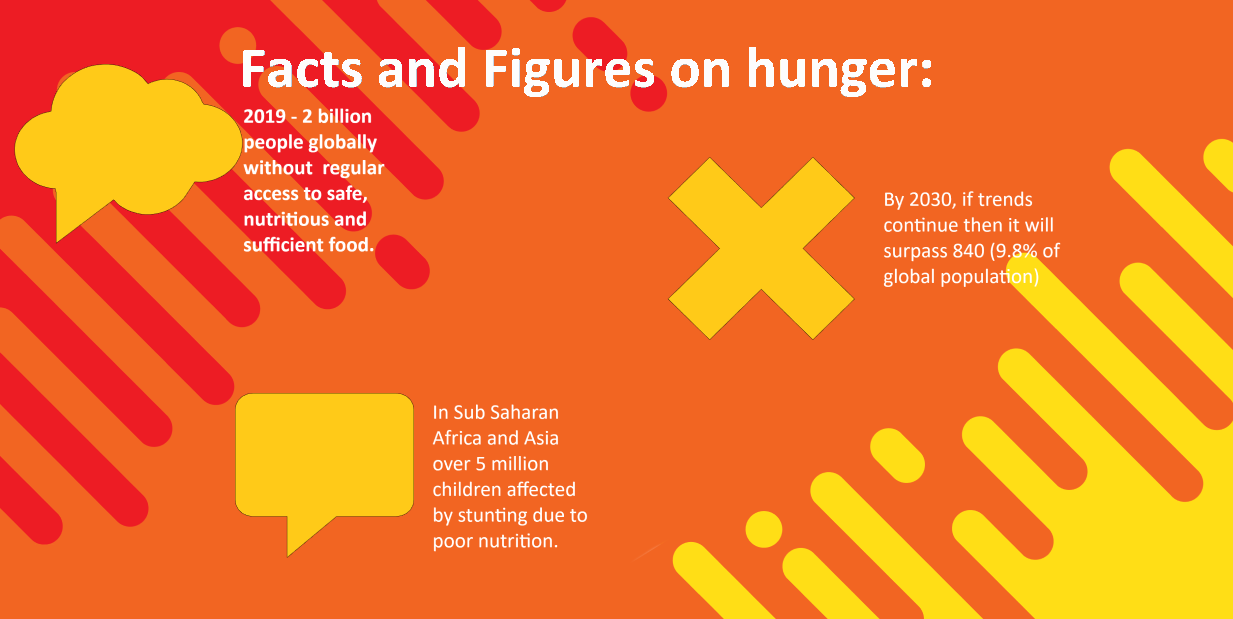 Facts and Figures on hunger:
2019 - 2 billion
people globally
without  regular
access to safe,
nutritious and
sufficient food.
By 2030, if trends
continue then it will
surpass 840 (9.8% of
global population)
In Sub Saharan
Africa and Asia
over 5 million
children affected
by stunting due to
poor nutrition.